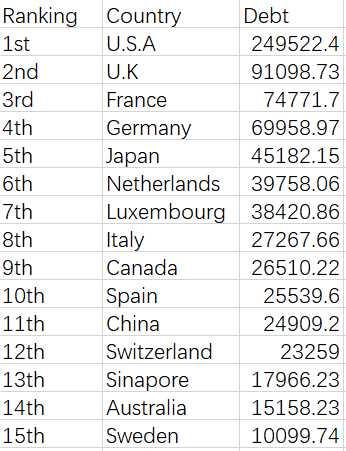 Ranking Country Debt
1st U.S.A 249522.4
2nd U.K 91098.73
3rd France 74771.7
4th Germany 69958.97
5th Japan 45182.15
6th Netherlands 39758.06
7th Luxembourg 38420.86
8th Italy 27267.66
9th Canada 26510.22
10th Spain 25539.6
11th China 24909.2
12th Switzerland 23259
13th Sinapore 17966.23
14th Australia 15158.23
15th Sweden 10099.74